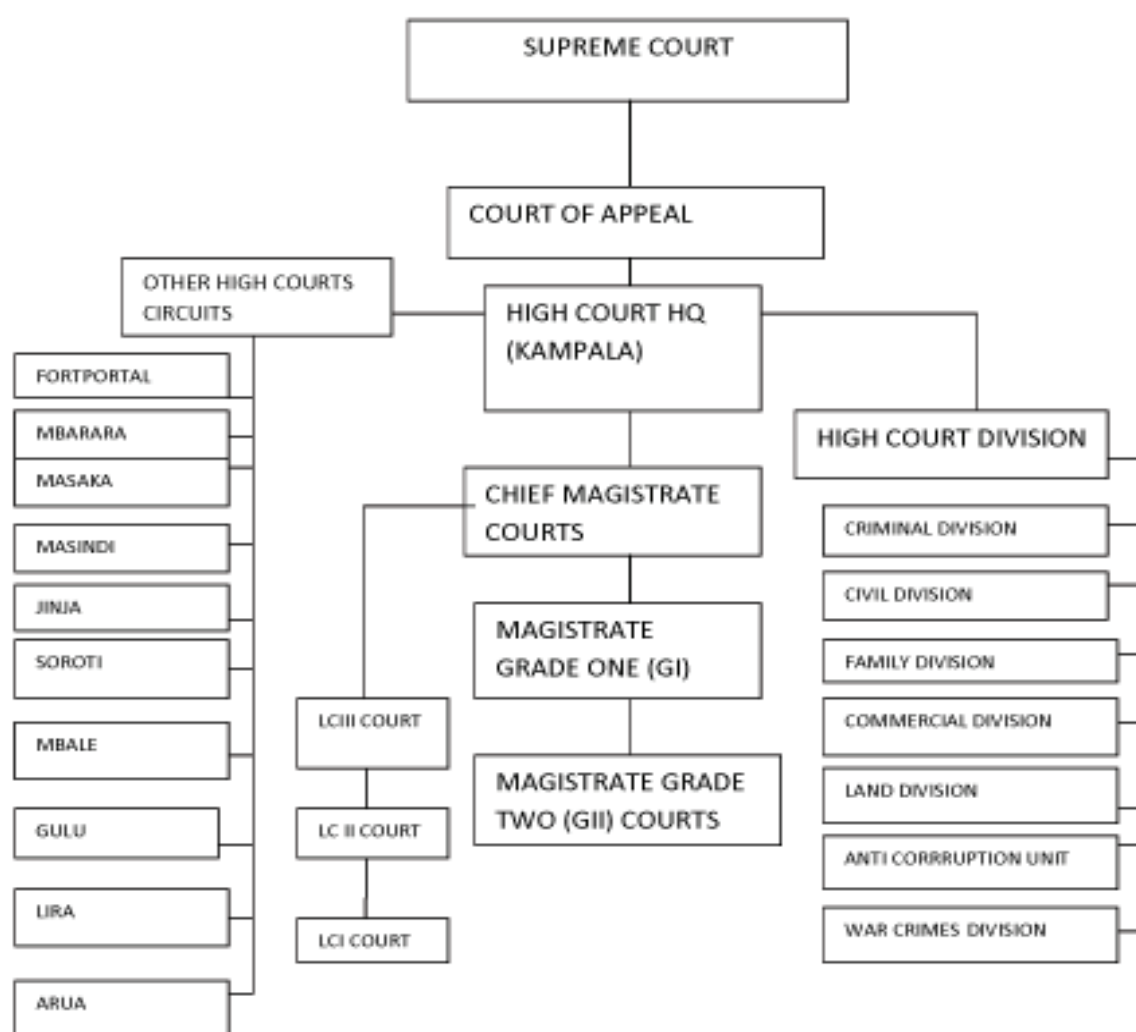 SUPREME COURT
COURT OF APPEAL
OTHER HIGH COURTS
CIRCUITS
HIGH COURT HQ
(KAMPALA)
FORTPORTAL
MBARARA
MASAKA
MASINDI
JINJA
SOROTI
MBALE
GULU
LIRA
ARUA
CHIEF MAGISTRATE
COURTS
MAGISTRATE
GRADE ONE (GI)
MAGISTRATE GRADE
TWO (GII) COURTS
LCIII COURT
LC II COURT
LCI COURT
HIGH COURT DIVISION
CRIMINAL DIVISION
CIVIL DIVISION
FAMILY DIVISION
COMMERCIAL DIVISION
LAND DIVISION
ANTI CORRRUPTION UNIT
WAR CRIMES DIVISION